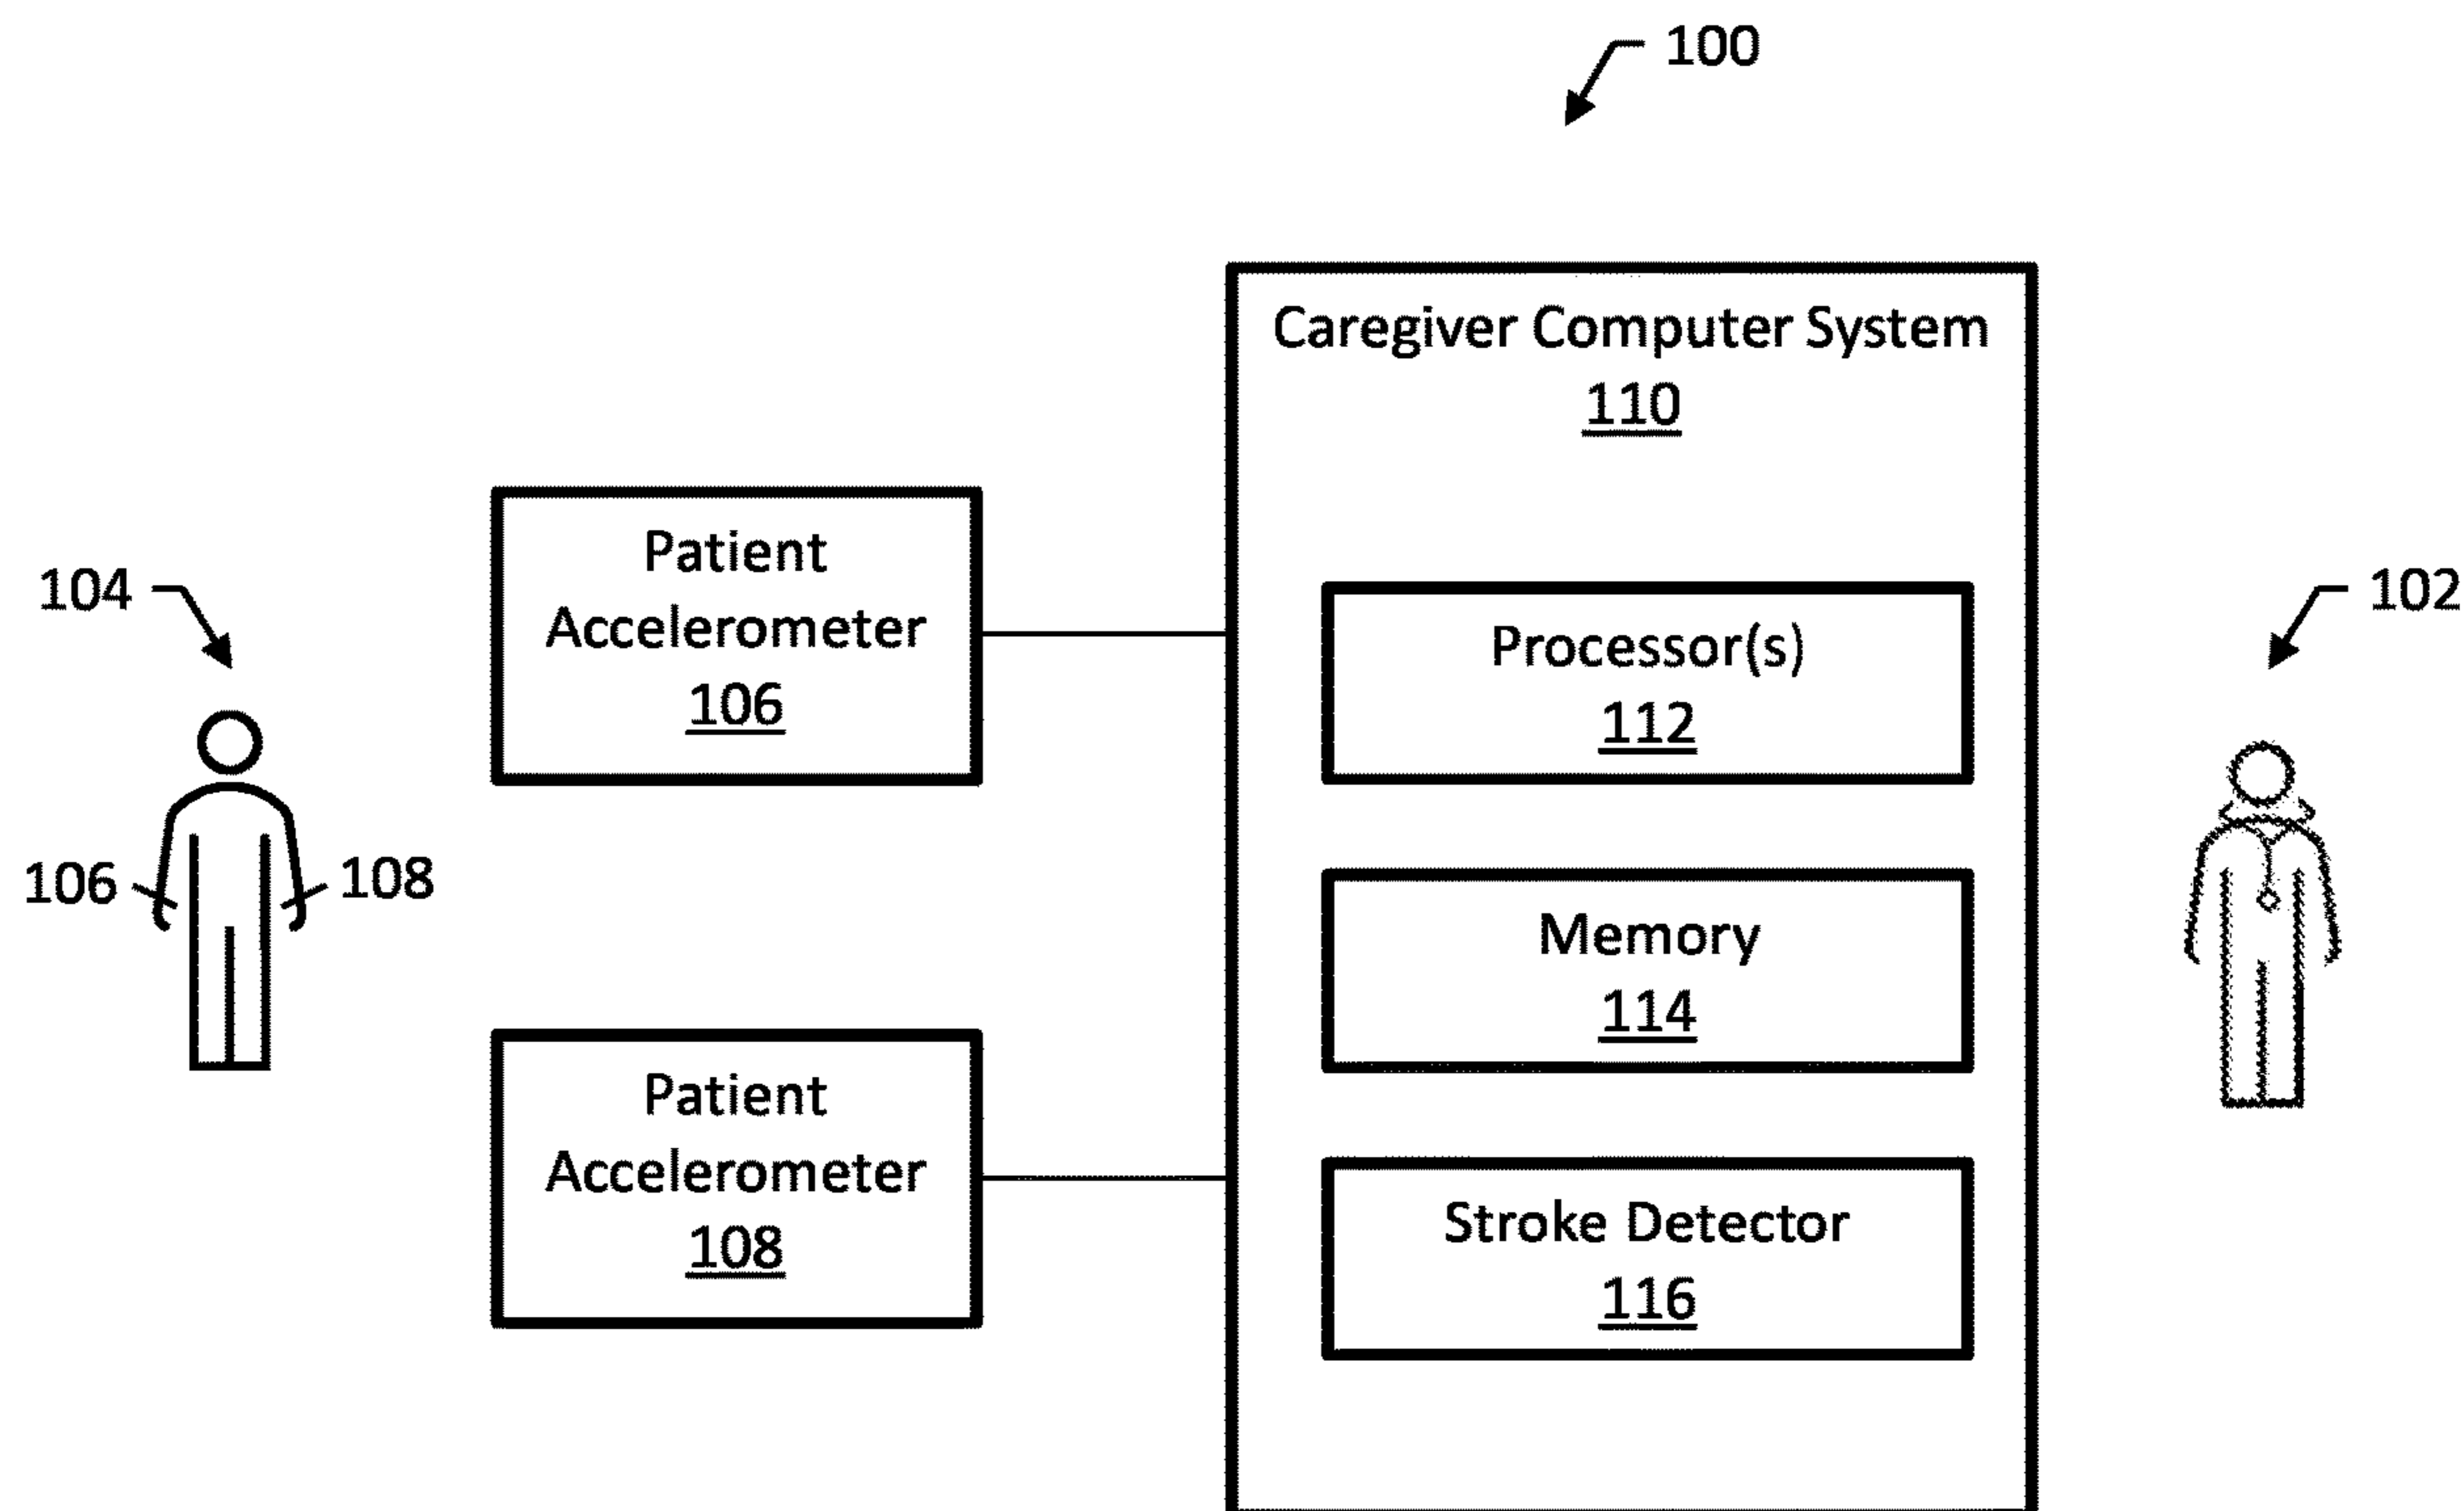 100
Caregiver Computer System
110
Patient
Accelerometer
106
104
Processor(s)
112
102
106
108
Memory
114
Patient
Accelerometer
108
Stroke Detector
116